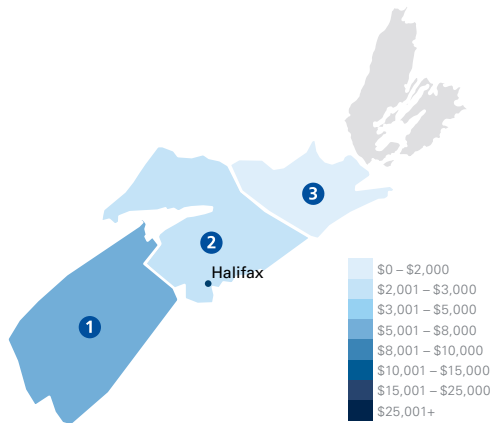 3
2
Halifax
1
$0 – $2,000
$2,001 – $3,000
$3,001 – $5,000
$5,001 – $8,000
$8,001 – $10,000
$10,001 – $15,000
$15,001 – $25,000
$25,001+